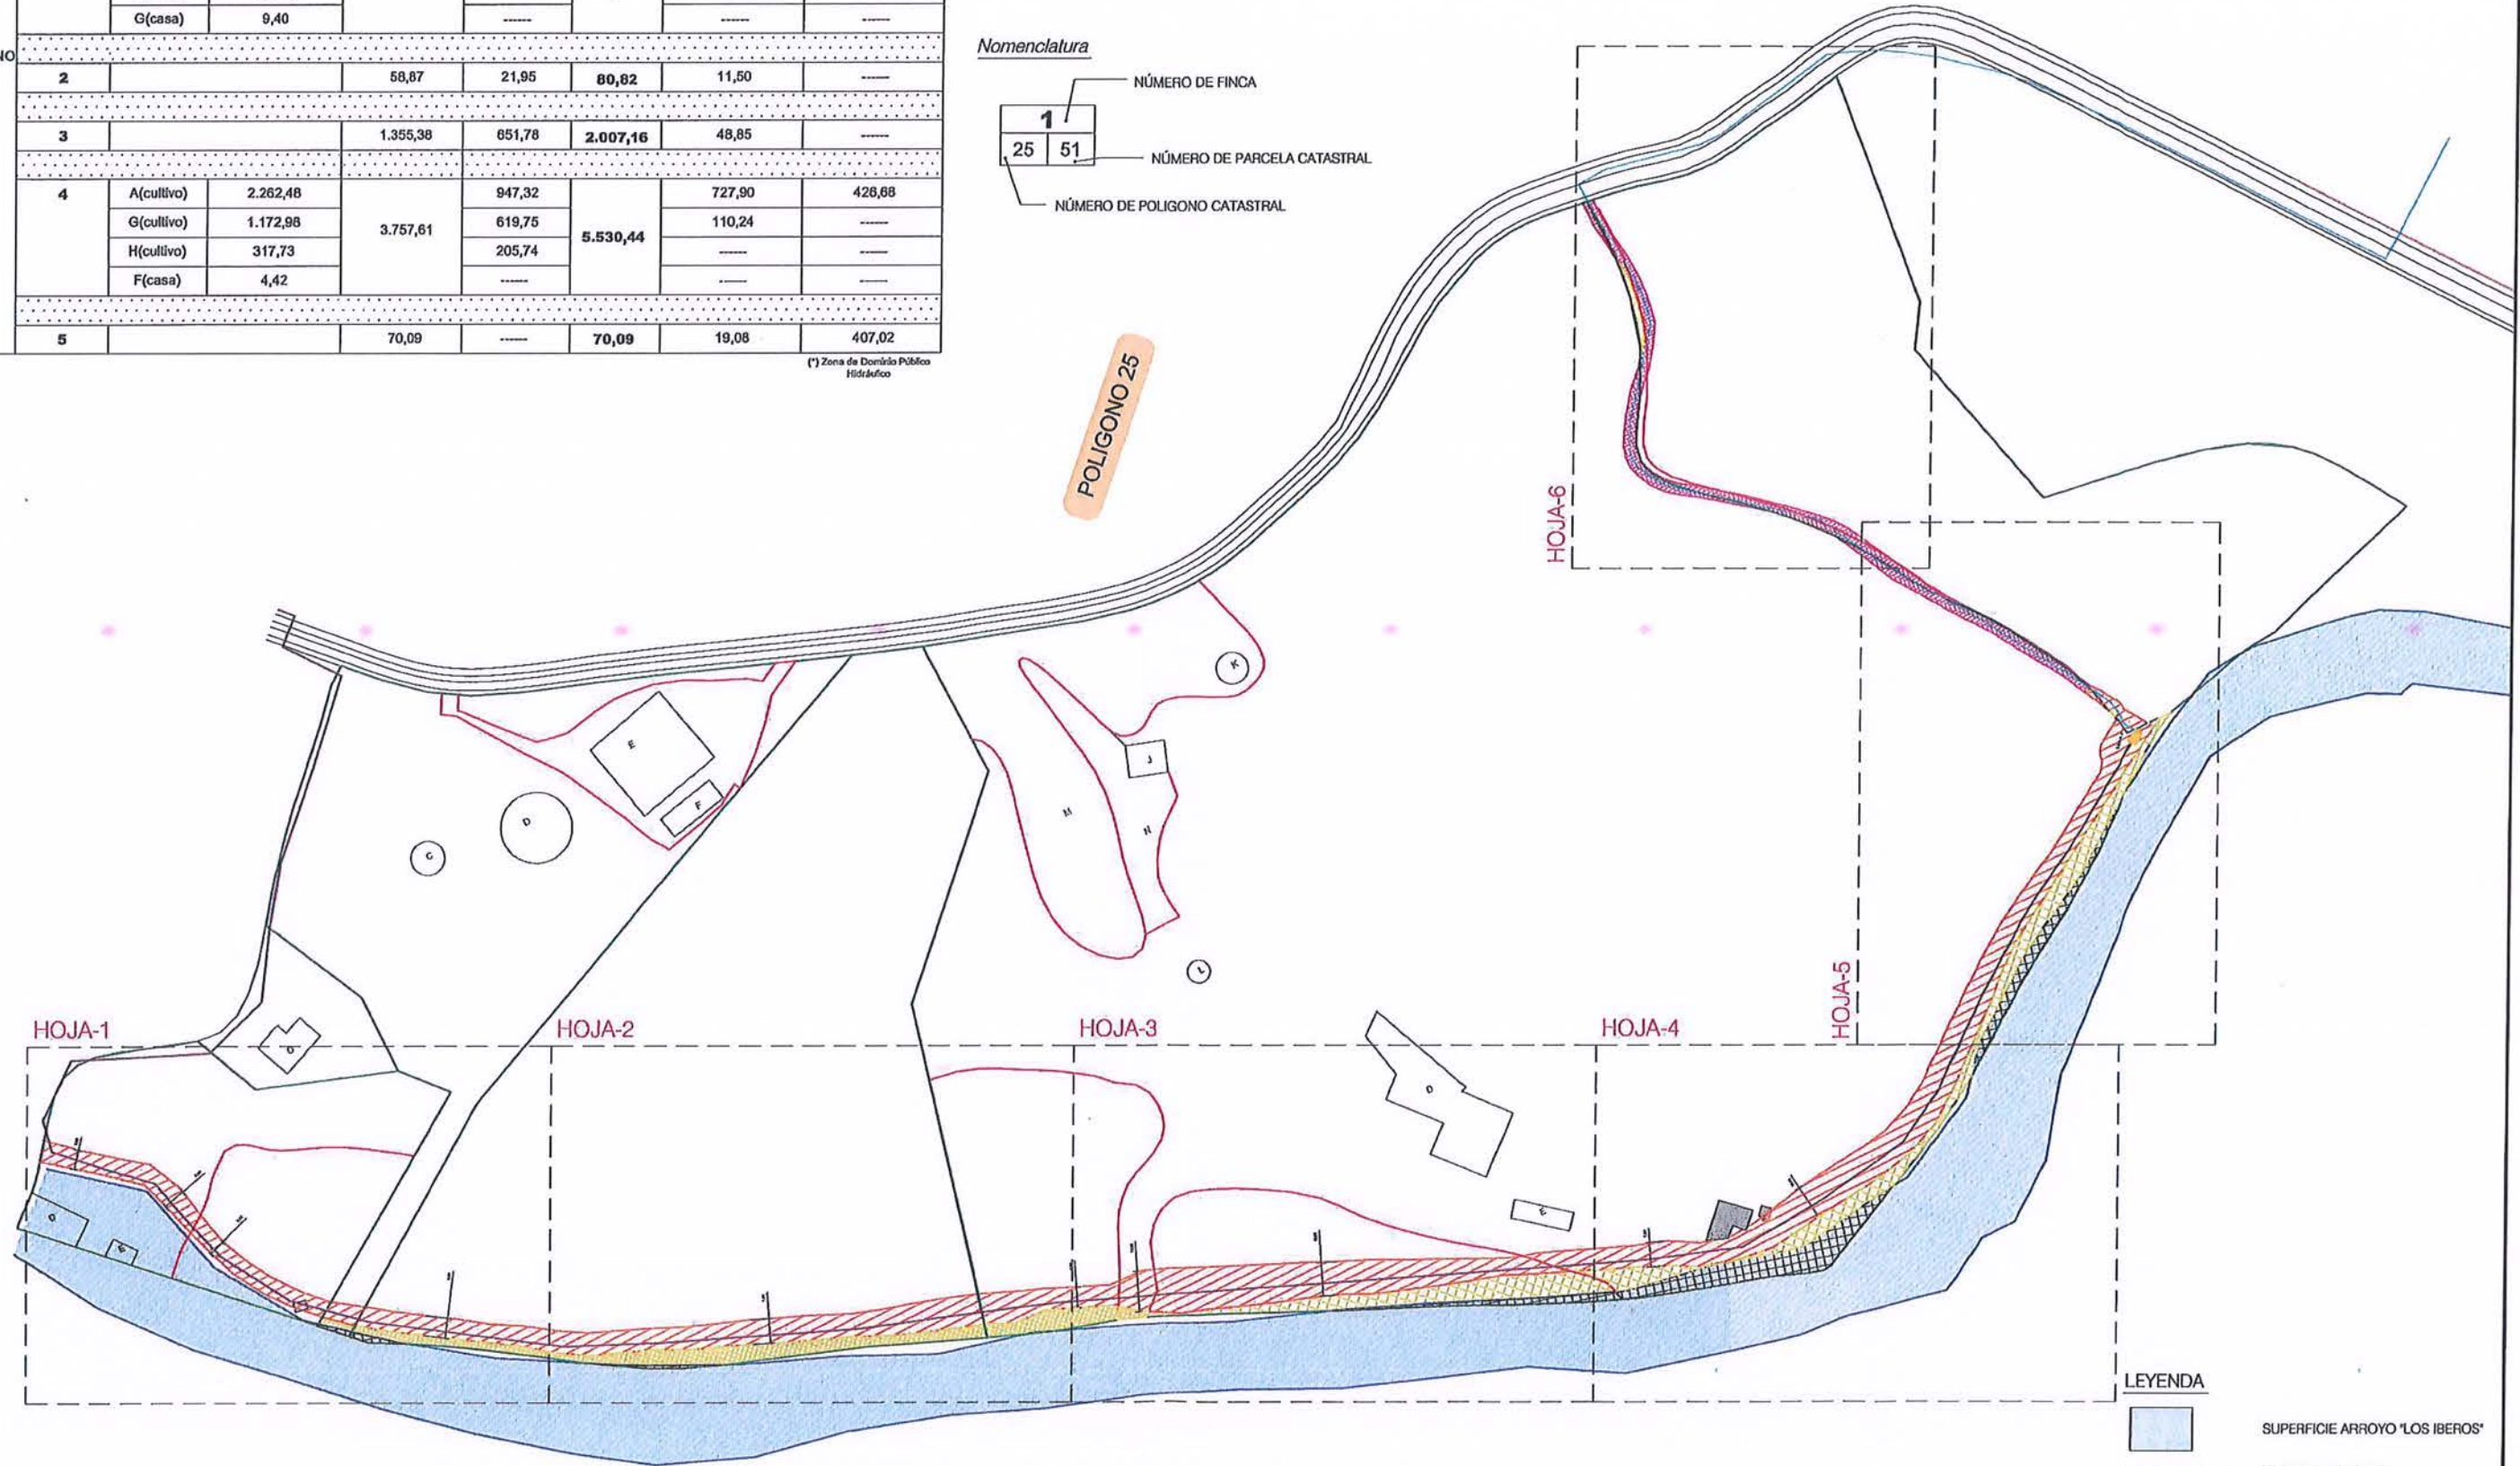 G(casa) 9,40 ------ ------ ------
NO
2 58,87 21,95 80,82 11,50 ------
3 1.355,38 651,78 2.007,16 48,85 ------
4 A(cultivo) 2.262,48 3.757,61 947,32 5.530,44 727,90 426,68
G(cultivo) 1.172,98 619,75 110,24 ------
H(cultivo) 317,73 205,74 ------ ------
F(casa) 4,42 ------ ------ ------
5 70,09 ------ 70,09 19,08 407,02
(*) Zona de Dominio Público
Hidráulico
Nomenclatura
NÚMERO DE FINCA
1
25 51
NÚMERO DE PARCELA CATASTRAL
NÚMERO DE POLIGONO CATASTRAL
POLIGONO 25
HOJA-6
K
E
J
F
M
D
N
C
L
HOJA-5
HOJA-1
HOJA-2
HOJA-3
HOJA-4
LEYENDA
SUPERFICIE ARROYO "LOS IBEROS"